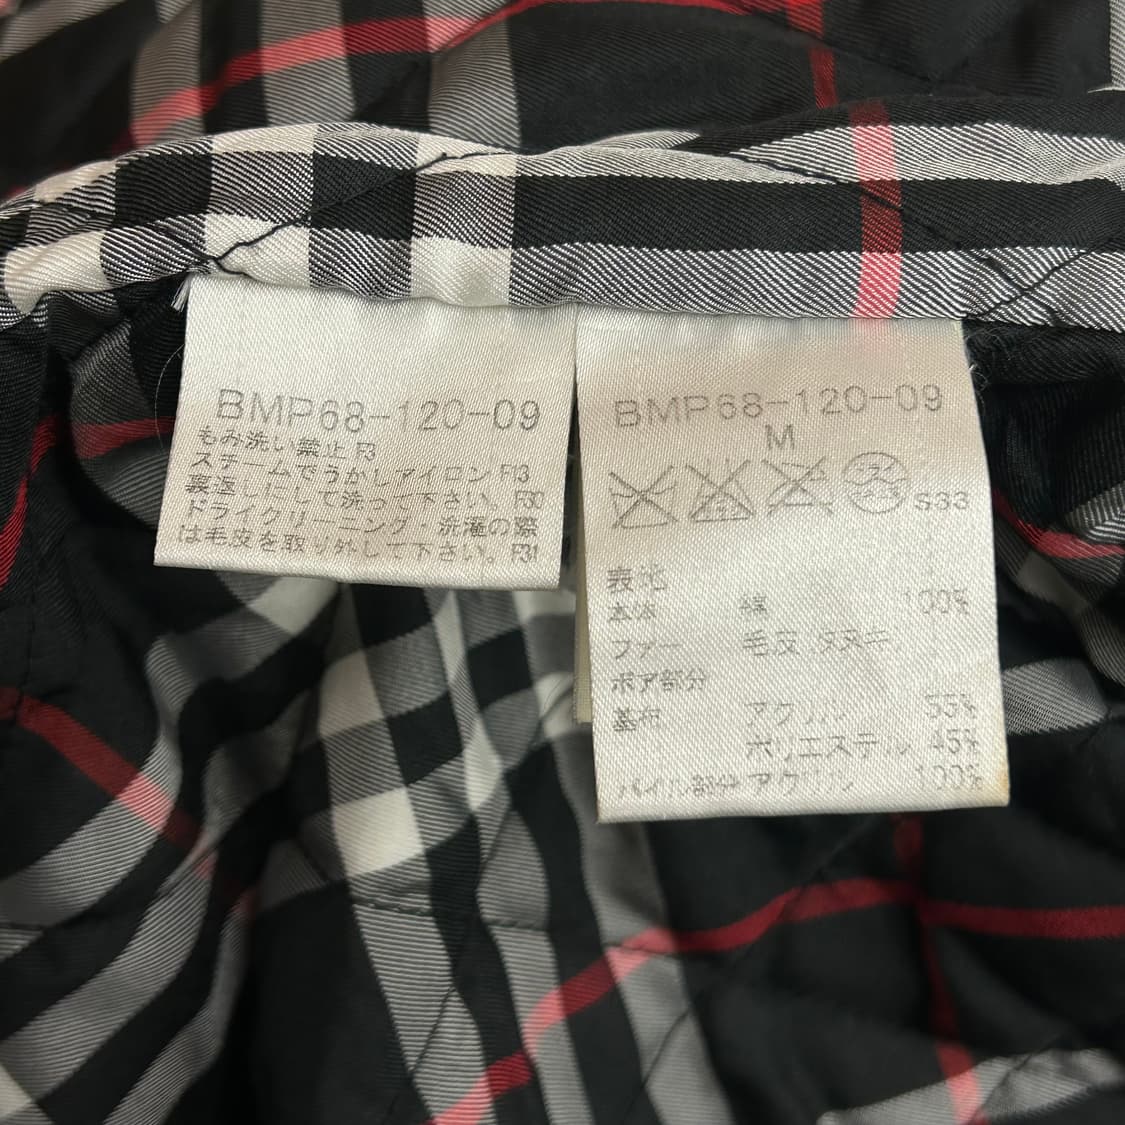 BMP68-120-09
もみ洗い禁止 F3
スチームでうかしアイロン F13
裏返しにして洗って下さい。F30
ドライクリーニング、洗濯の際
は毛皮を取り外して下さい。F31
BMP68-120-09
M
ドライ
S33
表地
本体 綿 100%
ファー 毛皮(タヌキ)
ボア部分
基布 アクリル 55%
ポリエステル 45%
パイル部分 アクリル 100%